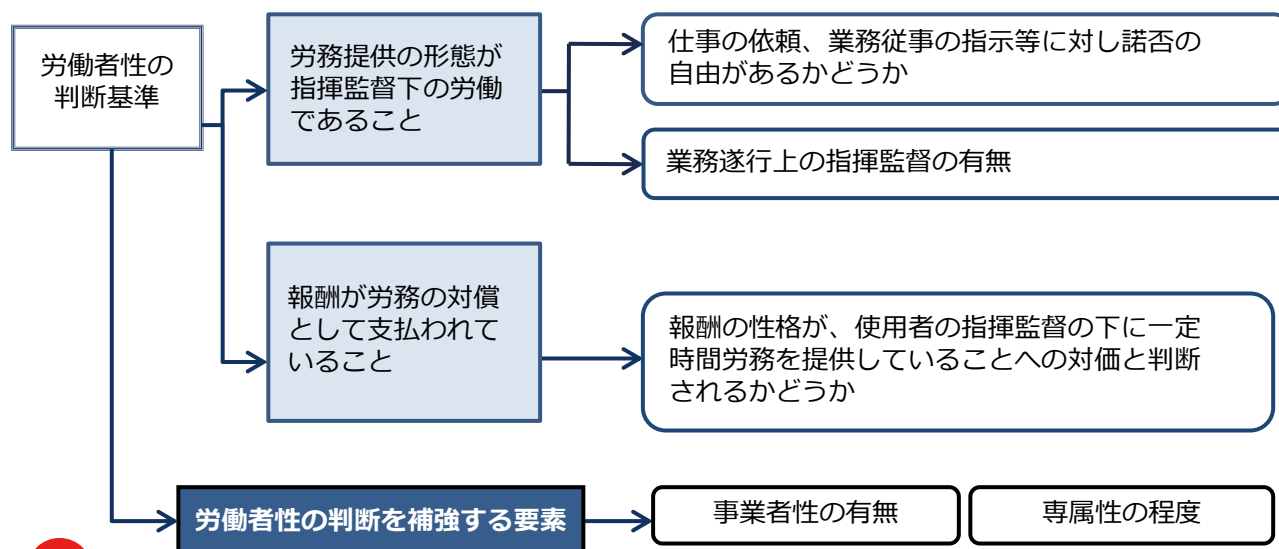 労働者性の
判断基準
労務提供の形態が
指揮監督下の労働
であること
仕事の依頼、業務従事の指示等に対し諾否の
自由があるかどうか
業務遂行上の指揮監督の有無
報酬が労務の対償
として支払われて
いること
報酬の性格が、使用者の指揮監督の下に一定
時間労務を提供していることへの対価と判断
されるかどうか
労働者性の判断を補強する要素
事業者性の有無
専属性の程度